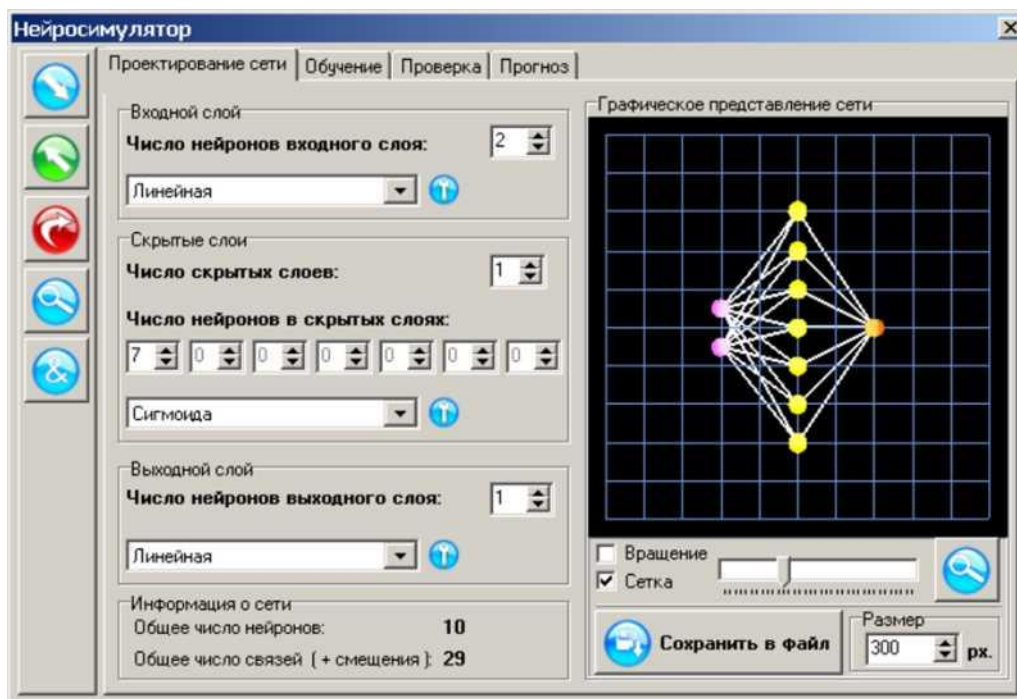 Нейросимулятор
Проектирование сети Обучение Проверка Прогноз
Входной слой
Число нейронов входного слоя: 2
Линейная
Скрытые слои
Число скрытых слоев: 1
Число нейронов в скрытых слоях:
7 0 0 0 0 0 0
Сигмоида
Выходной слой
Число нейронов выходного слоя: 1
Линейная
Информация о сети
Общее число нейронов: 10
Общее число связей ( + смещения ): 29
Графическое представление сети
Вращение
Сетка
Сохранить в файл
Размер
300 px.
&